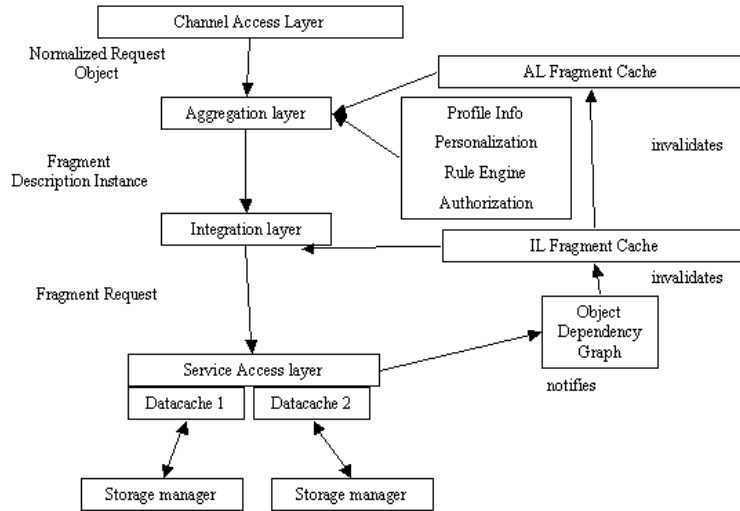 Channel Access Layer
Normalized Request
Object
AL Fragment Cache
Aggregation layer
Profile Info
Personalization
Rule Engine
Authorization
invalidates
Fragment
Description Instance
Integration layer
IL Fragment Cache
invalidates
Fragment Request
Object
Dependency
Graph
Service Access layer
notifies
Datacache 1
Datacache 2
Storage manager
Storage manager